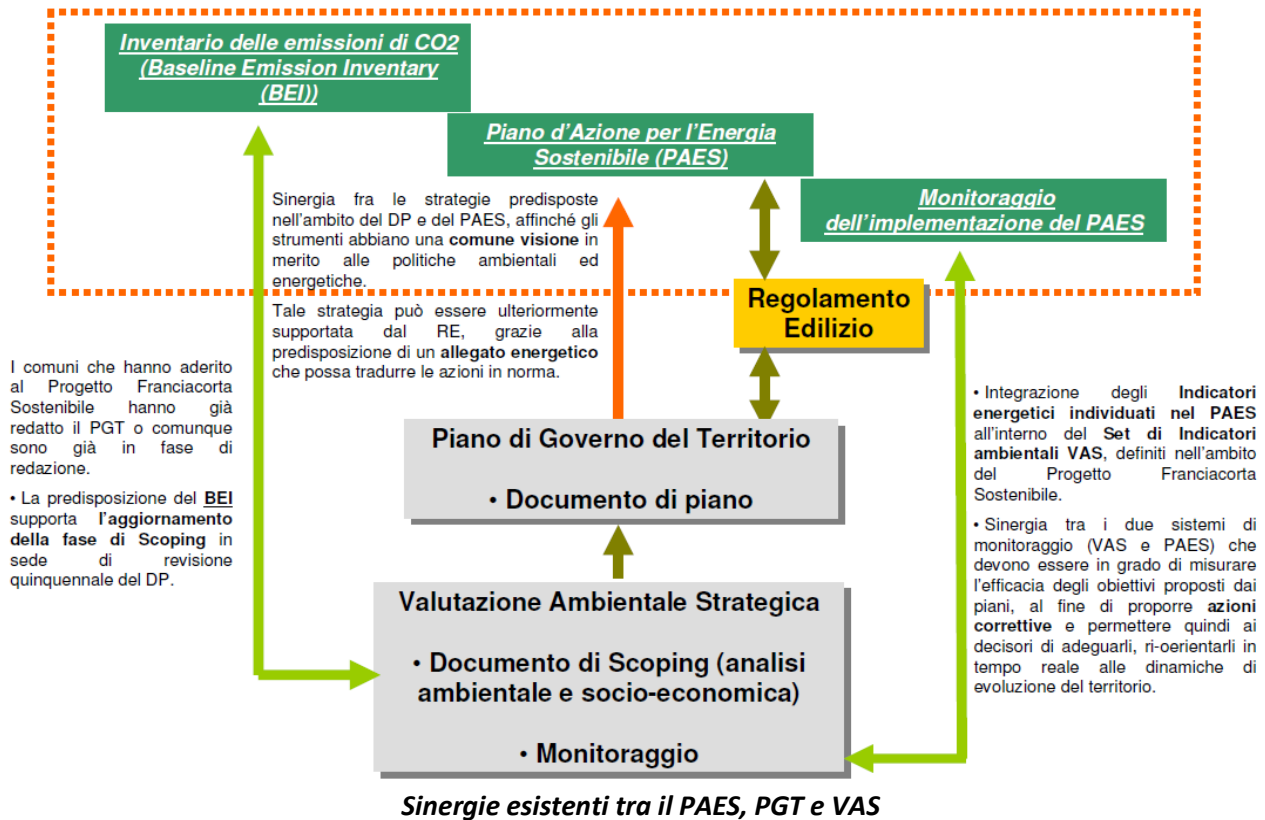 Inventario delle emissioni di CO2
(Baseline Emission Inventary
(BEI))
Piano d'Azione per l'Energia
Sostenibile (PAES)
Monitoraggio
dell'implementazione del PAES
Sinergia fra le strategie predisposte
nell'ambito del DP e del PAES, affinché gli
strumenti abbiano una comune visione in
merito alle politiche ambientali ed
energetiche.
Tale strategia può essere ulteriormente
supportata dal RE, grazie alla
predisposizione di un allegato energetico
che possa tradurre le azioni in norma.
Regolamento
Edilizio
I comuni che hanno aderito
al Progetto Franciacorta
Sostenibile hanno già
redatto il PGT o comunque
sono già in fase di
redazione.
• La predisposizione del BEI
supporta l'aggiornamento
della fase di Scoping in
sede di revisione
quinquennale del DP.
Piano di Governo del Territorio
• Documento di piano
• Integrazione degli Indicatori
energetici individuati nel PAES
all'interno del Set di Indicatori
ambientali VAS, definiti nell'ambito
del Progetto Franciacorta
Sostenibile.
• Sinergia tra i due sistemi di
monitoraggio (VAS e PAES) che
devono essere in grado di misurare
l'efficacia degli obiettivi proposti dai
piani, al fine di proporre azioni
correttive e permettere quindi ai
decisori di adeguarli, ri-oerientarli in
tempo reale alle dinamiche di
evoluzione del territorio.
Valutazione Ambientale Strategica
• Documento di Scoping (analisi
ambientale e socio-economica)
• Monitoraggio
Sinergie esistenti tra il PAES, PGT e VAS